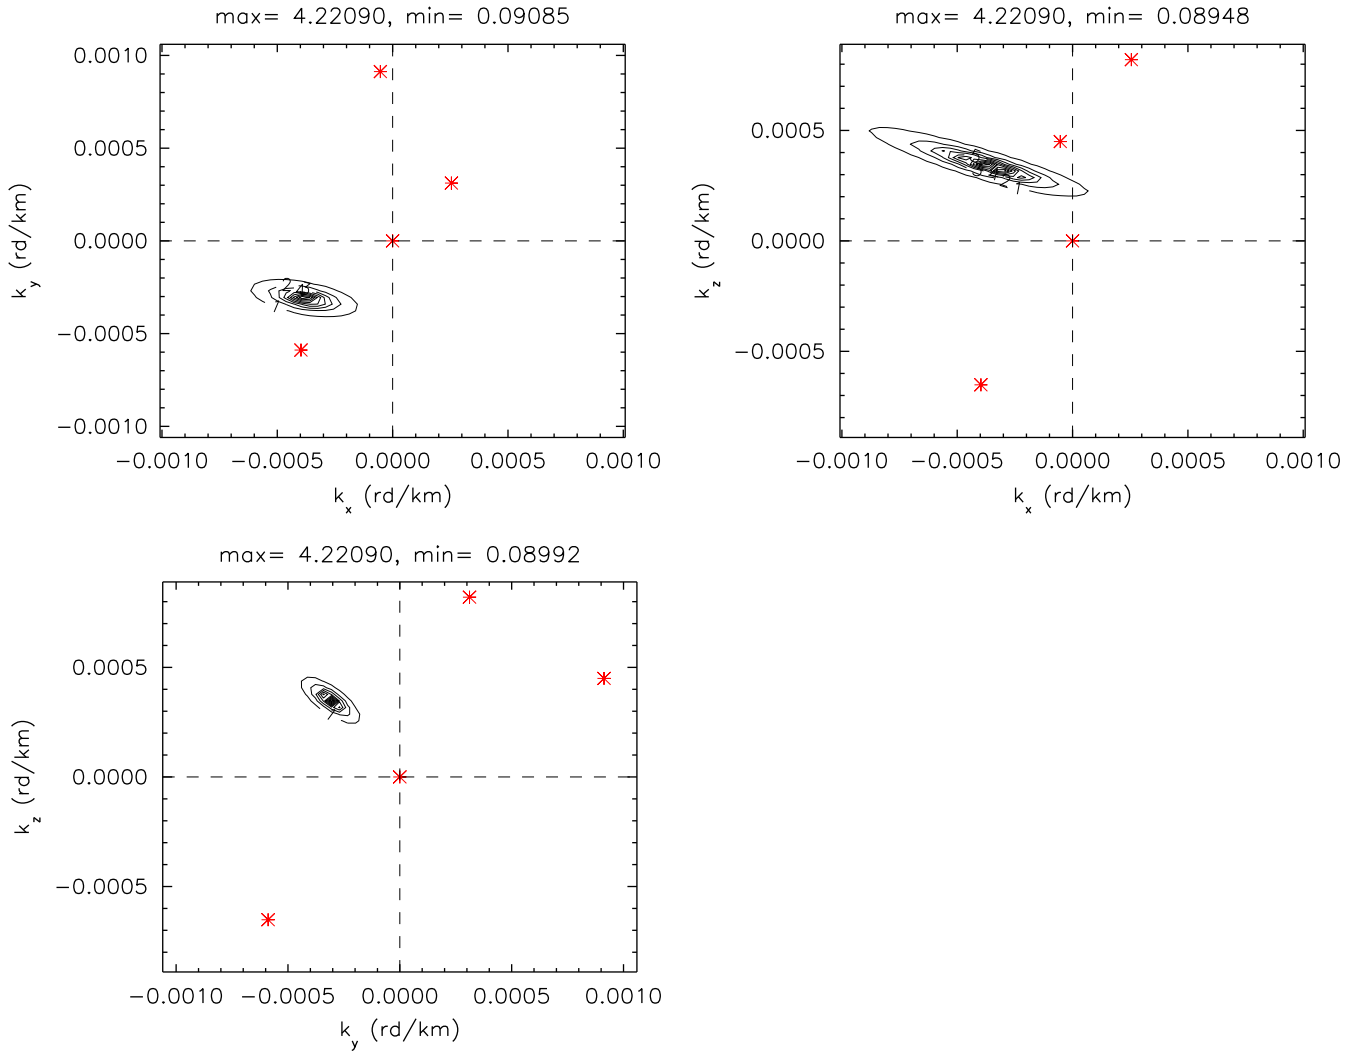 max= 4.22090, min= 0.09085
0.0010
0.0005
0.0000
−0.0005
−0.0010
k_y (rd/km)
−0.0010 −0.0005 0.0000 0.0005 0.0010
k_x (rd/km)
max= 4.22090, min= 0.08948
0.0005
0.0000
−0.0005
k_z (rd/km)
−0.0010 −0.0005 0.0000 0.0005 0.0010
k_x (rd/km)
max= 4.22090, min= 0.08992
0.0005
0.0000
−0.0005
k_z (rd/km)
−0.0010 −0.0005 0.0000 0.0005 0.0010
k_y (rd/km)